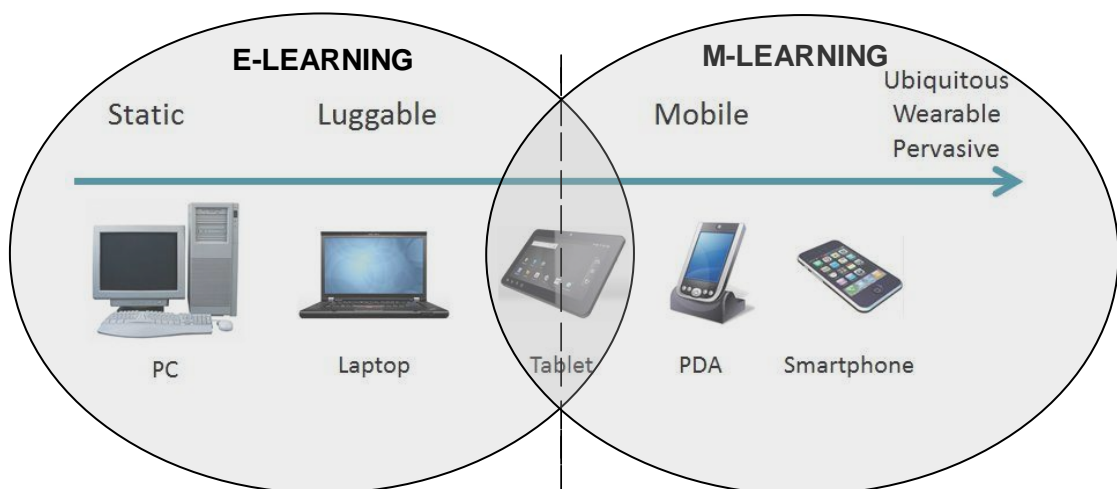 E-LEARNING
M-LEARNING
Static
Luggable
Mobile
Ubiquitous
Wearable
Pervasive
PC
Laptop
Tablet
PDA
Smartphone